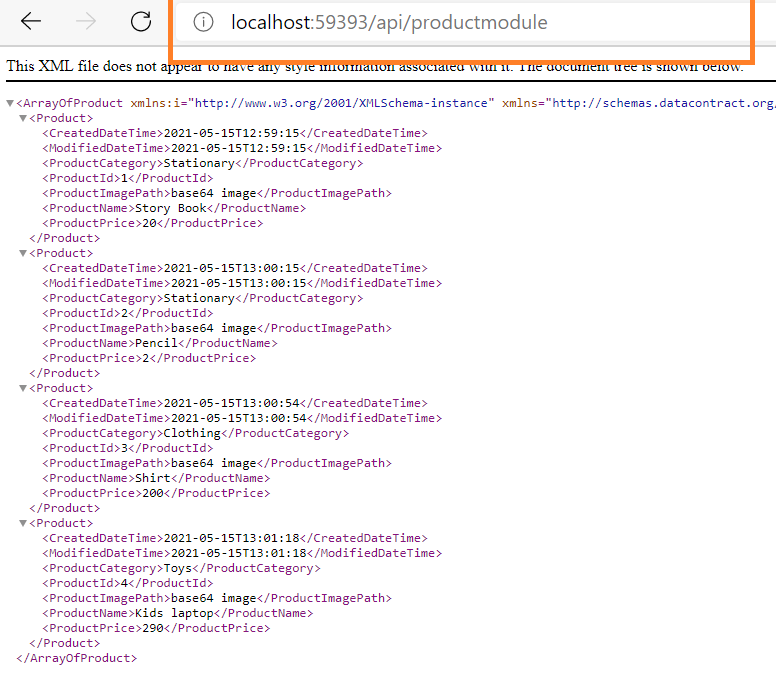 localhost:59393/api/productmodule
This XML file does not appear to have any style information associated with it. The document tree is shown below.
▼<ArrayOfProduct xmlns:i="http://www.w3.org/2001/XMLSchema-instance" xmlns="http://schemas.datacontract.org
▼<Product>
<CreatedDateTime>2021-05-15T12:59:15</CreatedDateTime>
<ModifiedDateTime>2021-05-15T12:59:15</ModifiedDateTime>
<ProductCategory>Stationary</ProductCategory>
<ProductId>1</ProductId>
<ProductImagePath>base64 image</ProductImagePath>
<ProductName>Story Book</ProductName>
<ProductPrice>20</ProductPrice>
</Product>
▼<Product>
<CreatedDateTime>2021-05-15T13:00:15</CreatedDateTime>
<ModifiedDateTime>2021-05-15T13:00:15</ModifiedDateTime>
<ProductCategory>Stationary</ProductCategory>
<ProductId>2</ProductId>
<ProductImagePath>base64 image</ProductImagePath>
<ProductName>Pencil</ProductName>
<ProductPrice>2</ProductPrice>
</Product>
▼<Product>
<CreatedDateTime>2021-05-15T13:00:54</CreatedDateTime>
<ModifiedDateTime>2021-05-15T13:00:54</ModifiedDateTime>
<ProductCategory>Clothing</ProductCategory>
<ProductId>3</ProductId>
<ProductImagePath>base64 image</ProductImagePath>
<ProductName>Shirt</ProductName>
<ProductPrice>200</ProductPrice>
</Product>
▼<Product>
<CreatedDateTime>2021-05-15T13:01:18</CreatedDateTime>
<ModifiedDateTime>2021-05-15T13:01:18</ModifiedDateTime>
<ProductCategory>Toys</ProductCategory>
<ProductId>4</ProductId>
<ProductImagePath>base64 image</ProductImagePath>
<ProductName>Kids laptop</ProductName>
<ProductPrice>290</ProductPrice>
</Product>
</ArrayOfProduct>